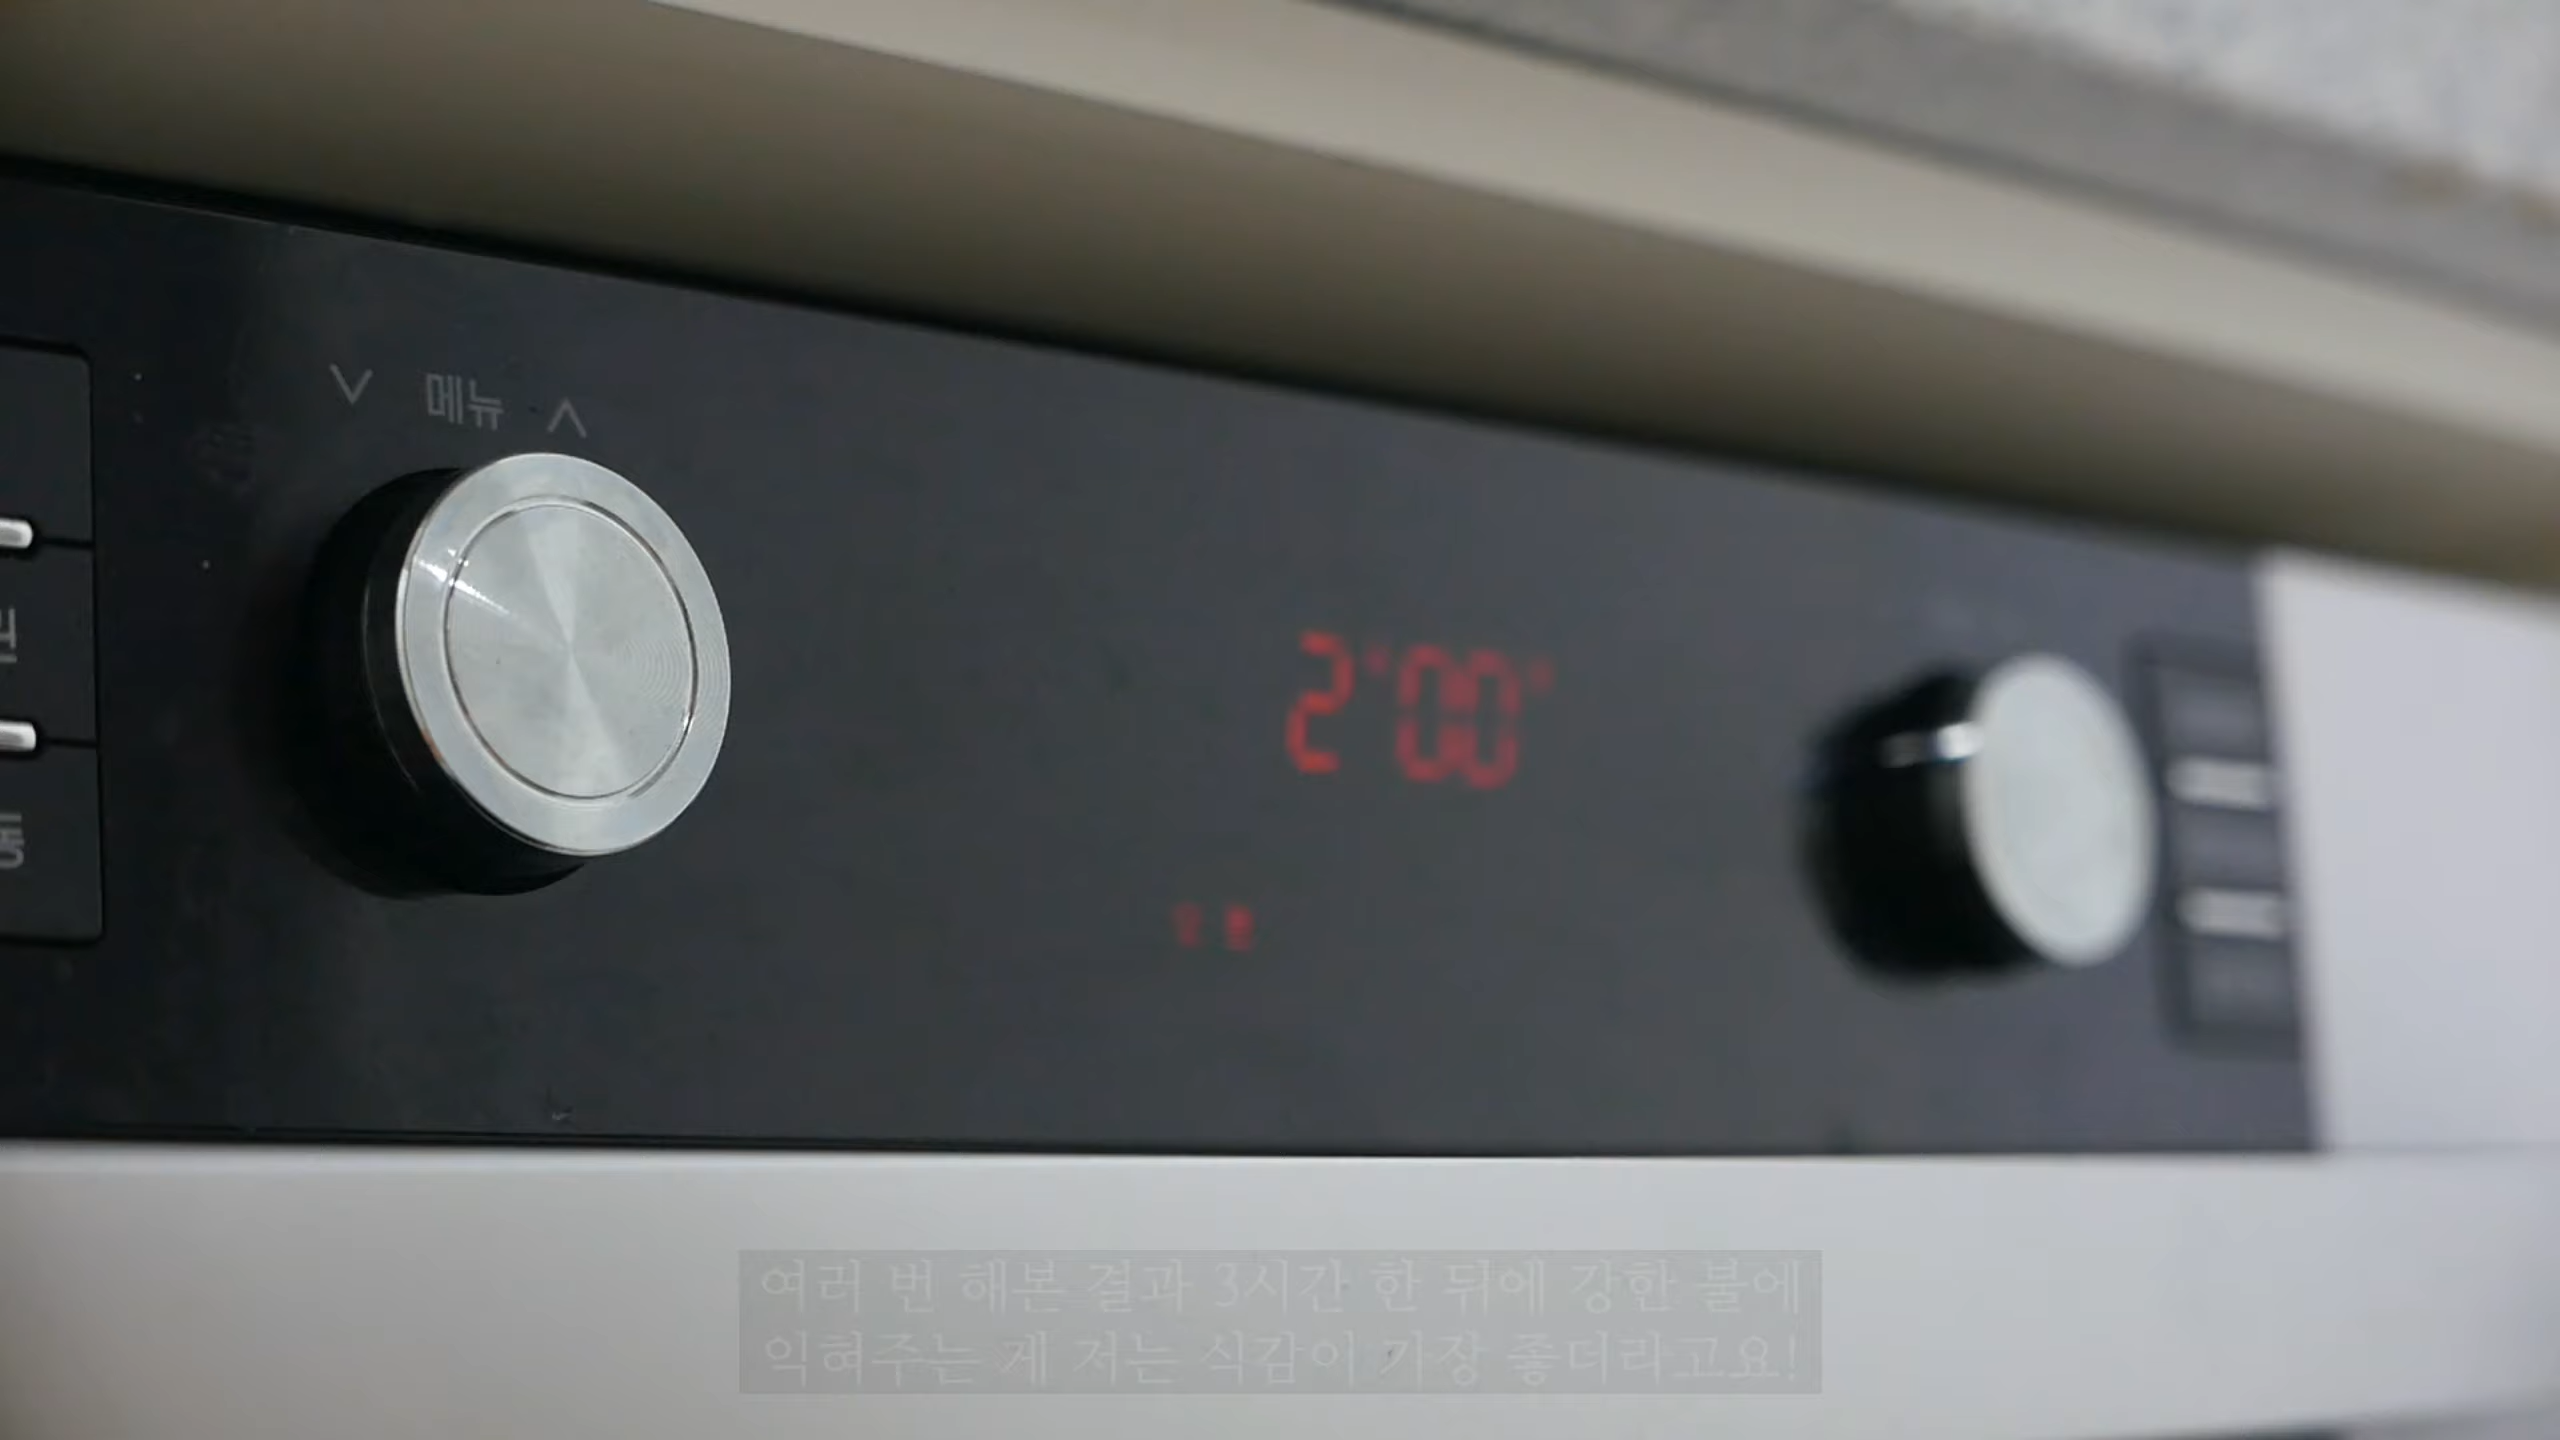 메뉴
2'00"
여러 번 해본 결과 3시간 한 뒤에 강한 불에
익혀주는 게 저는 식감이 가장 좋더라고요!